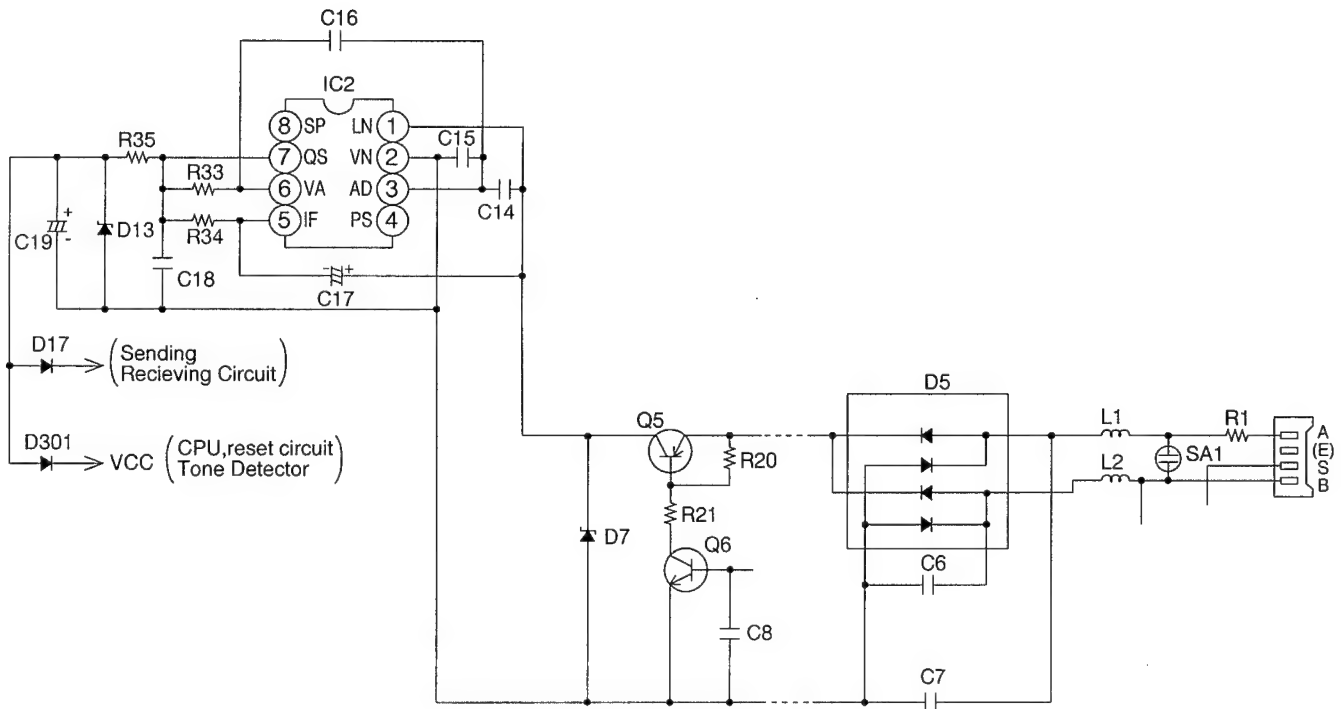 C16
IC2
8 SP LN 1
7 QS VN 2
6 VA AD 3
5 IF PS 4
C15
C14
R35
R33
R34
C19
+
-
D13
C18
- +
C17
D17
(Sending
Recieving Circuit)
D301
VCC (CPU,reset circuit
Tone Detector)
Q5
R20
R21
D7
Q6
C8
D5
C6
C7
L1
L2
R1
SA1
A
(E)
S
B